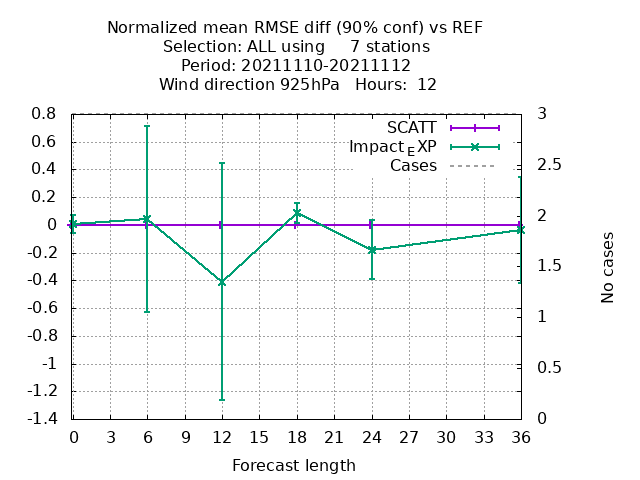 Normalized mean RMSE diff (90% conf) vs REF
Selection: ALL using 7 stations
Period: 20211110-20211112
Wind direction 925hPa Hours: 12
SCATT
Impact_EXP
Cases
0.8
0.6
0.4
0.2
0
-0.2
-0.4
-0.6
-0.8
-1
-1.2
-1.4
3
2.5
2
1.5
1
0.5
0
No cases
0 3 6 9 12 15 18 21 24 27 30 33 36
Forecast length